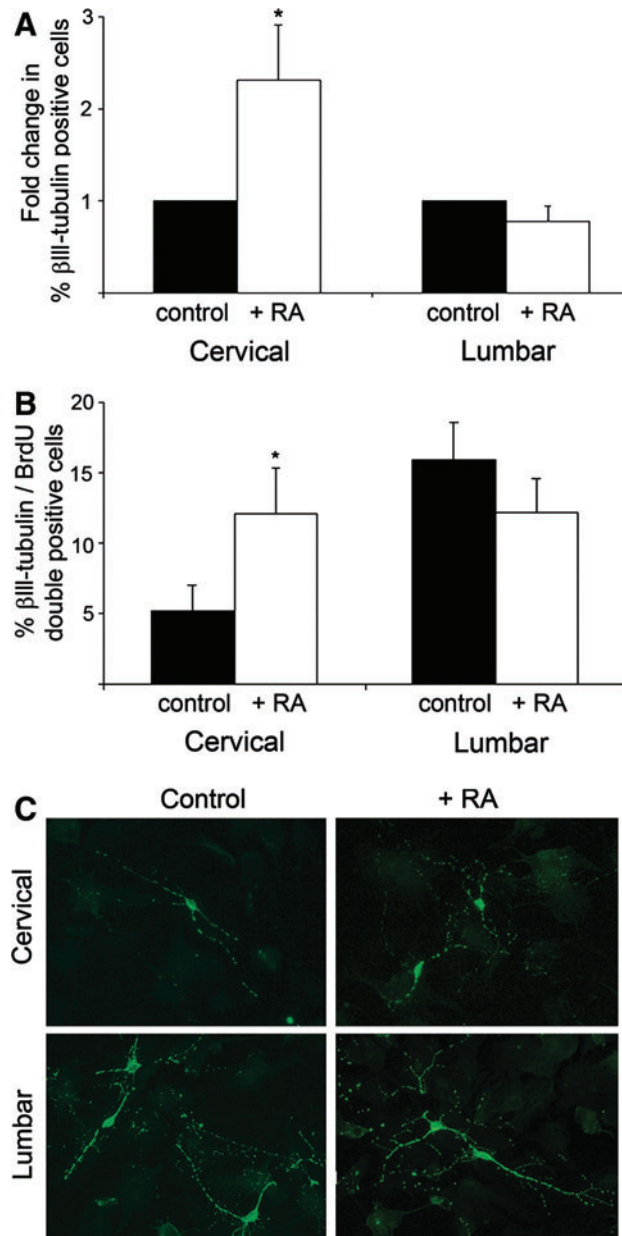 A
Fold change in
% βIII-tubulin positive cells
3
2
1
0
*
control + RA control + RA
Cervical Lumbar
B
% βIII-tubulin / BrdU
double positive cells
20
15
10
5
*
control + RA control + RA
Cervical Lumbar
C
Control + RA
Cervical
Lumbar